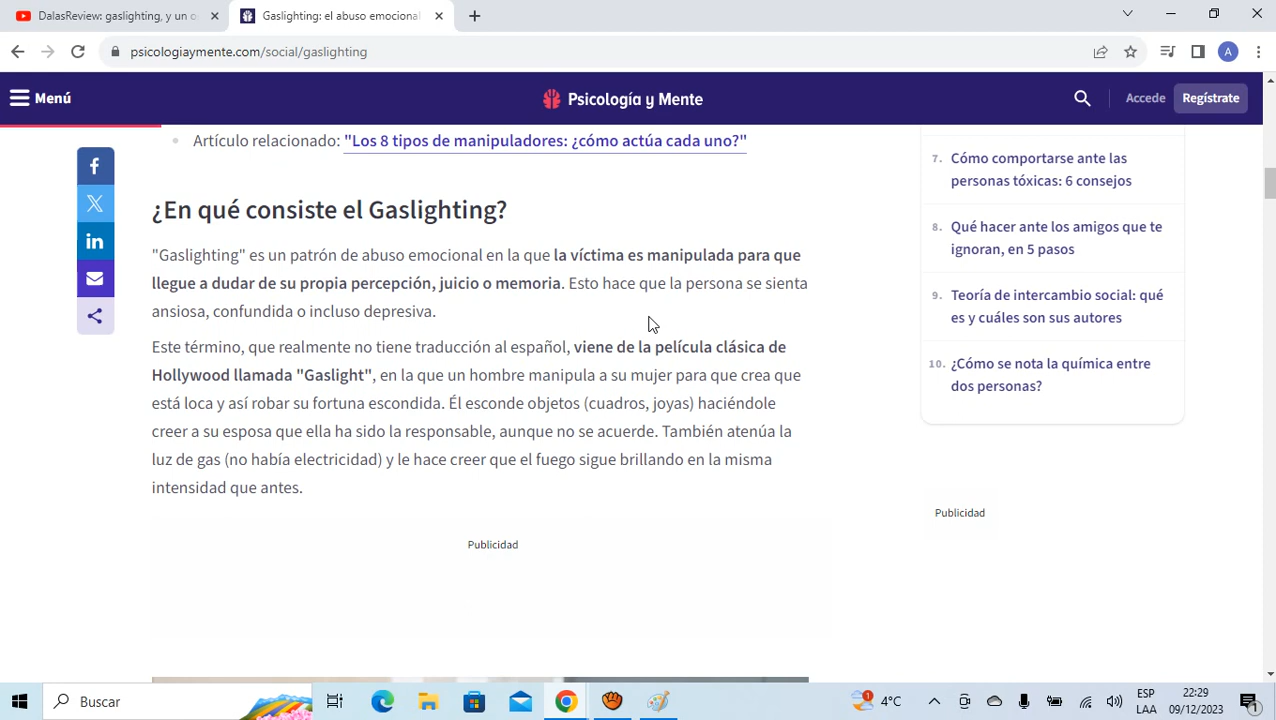 DalasReview: gaslighting, y un o
Gaslighting: el abuso emocional
psicologiaymente.com/social/gaslighting
A
Menú
Psicología y Mente
Accede
Regístrate
Artículo relacionado: "Los 8 tipos de manipuladores: ¿cómo actúa cada uno?"
¿En qué consiste el Gaslighting?
"Gaslighting" es un patrón de abuso emocional en la que la víctima es manipulada para que
llegue a dudar de su propia percepción, juicio o memoria. Esto hace que la persona se sienta
ansiosa, confundida o incluso depresiva.
Este término, que realmente no tiene traducción al español, viene de la película clásica de
Hollywood llamada "Gaslight", en la que un hombre manipula a su mujer para que crea que
está loca y así robar su fortuna escondida. Él esconde objetos (cuadros, joyas) haciéndole
creer a su esposa que ella ha sido la responsable, aunque no se acuerde. También atenúa la
luz de gas (no había electricidad) y le hace creer que el fuego sigue brillando en la misma
intensidad que antes.
Publicidad
7. Cómo comportarse ante las
personas tóxicas: 6 consejos
8. Qué hacer ante los amigos que te
ignoran, en 5 pasos
9. Teoría de intercambio social: qué
es y cuáles son sus autores
10. ¿Cómo se nota la química entre
dos personas?
Publicidad
Buscar
1
4°C
ESP
LAA
22:29
09/12/2023
1